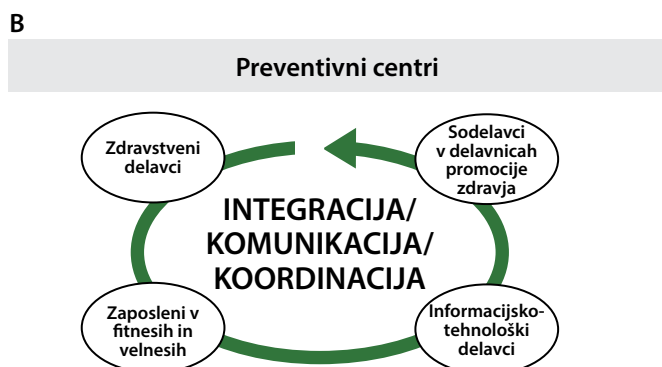 B
Preventivni centri
Zdravstveni
delavci
Sodelavci
v delavnicah
promocije
zdravja
INTEGRACIJA/
KOMUNIKACIJA/
KOORDINACIJA
Zaposleni v
fitnesih in
velnesih
Informacijsko-
tehnološki
delavci